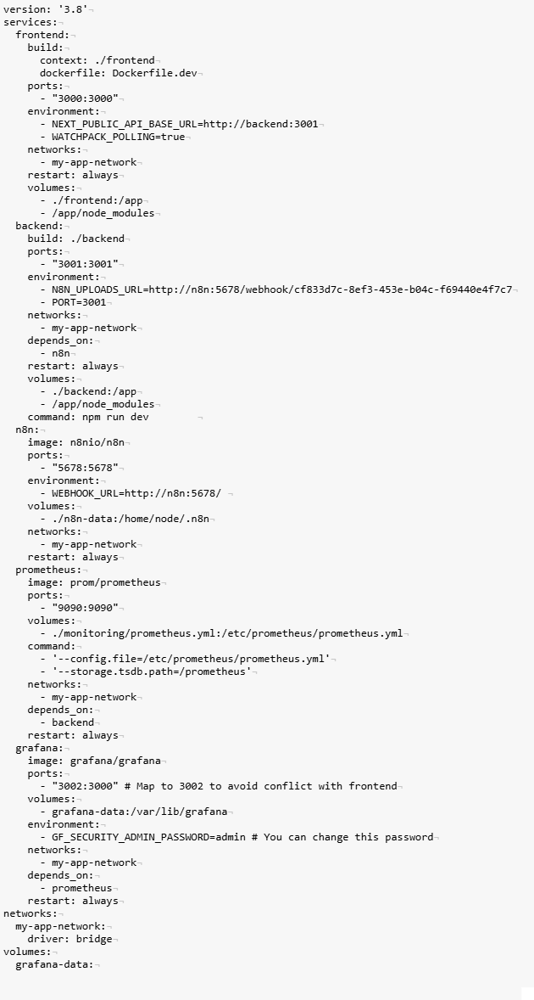 version: '3.8'
services:
  frontend:
    build:
      context: ./frontend
      dockerfile: Dockerfile.dev
    ports:
      - "3000:3000"
    environment:
      - NEXT_PUBLIC_API_BASE_URL=http://backend:3001
      - WATCHPACK_POLLING=true
    networks:
      - my-app-network
    restart: always
    volumes:
      - ./frontend:/app
      - /app/node_modules
  backend:
    build: ./backend
    ports:
      - "3001:3001"
    environment:
      - N8N_UPLOADS_URL=http://n8n:5678/webhook/cf833d7c-8ef3-453e-b04c-f69440e4f7c7
      - PORT=3001
    networks:
      - my-app-network
    depends_on:
      - n8n
    restart: always
    volumes:
      - ./backend:/app
      - /app/node_modules
    command: npm run dev
  n8n:
    image: n8nio/n8n
    ports:
      - "5678:5678"
    environment:
      - WEBHOOK_URL=http://n8n:5678/
    volumes:
      - ./n8n-data:/home/node/.n8n
    networks:
      - my-app-network
    restart: always
  prometheus:
    image: prom/prometheus
    ports:
      - "9090:9090"
    volumes:
      - ./monitoring/prometheus.yml:/etc/prometheus/prometheus.yml
    command:
      - '--config.file=/etc/prometheus/prometheus.yml'
      - '--storage.tsdb.path=/prometheus'
    networks:
      - my-app-network
    depends_on:
      - backend
    restart: always
  grafana:
    image: grafana/grafana
    ports:
      - "3002:3000" # Map to 3002 to avoid conflict with frontend
    volumes:
      - grafana-data:/var/lib/grafana
    environment:
      - GF_SECURITY_ADMIN_PASSWORD=admin # You can change this password
    networks:
      - my-app-network
    depends_on:
      - prometheus
    restart: always
networks:
  my-app-network:
    driver: bridge
volumes:
  grafana-data: